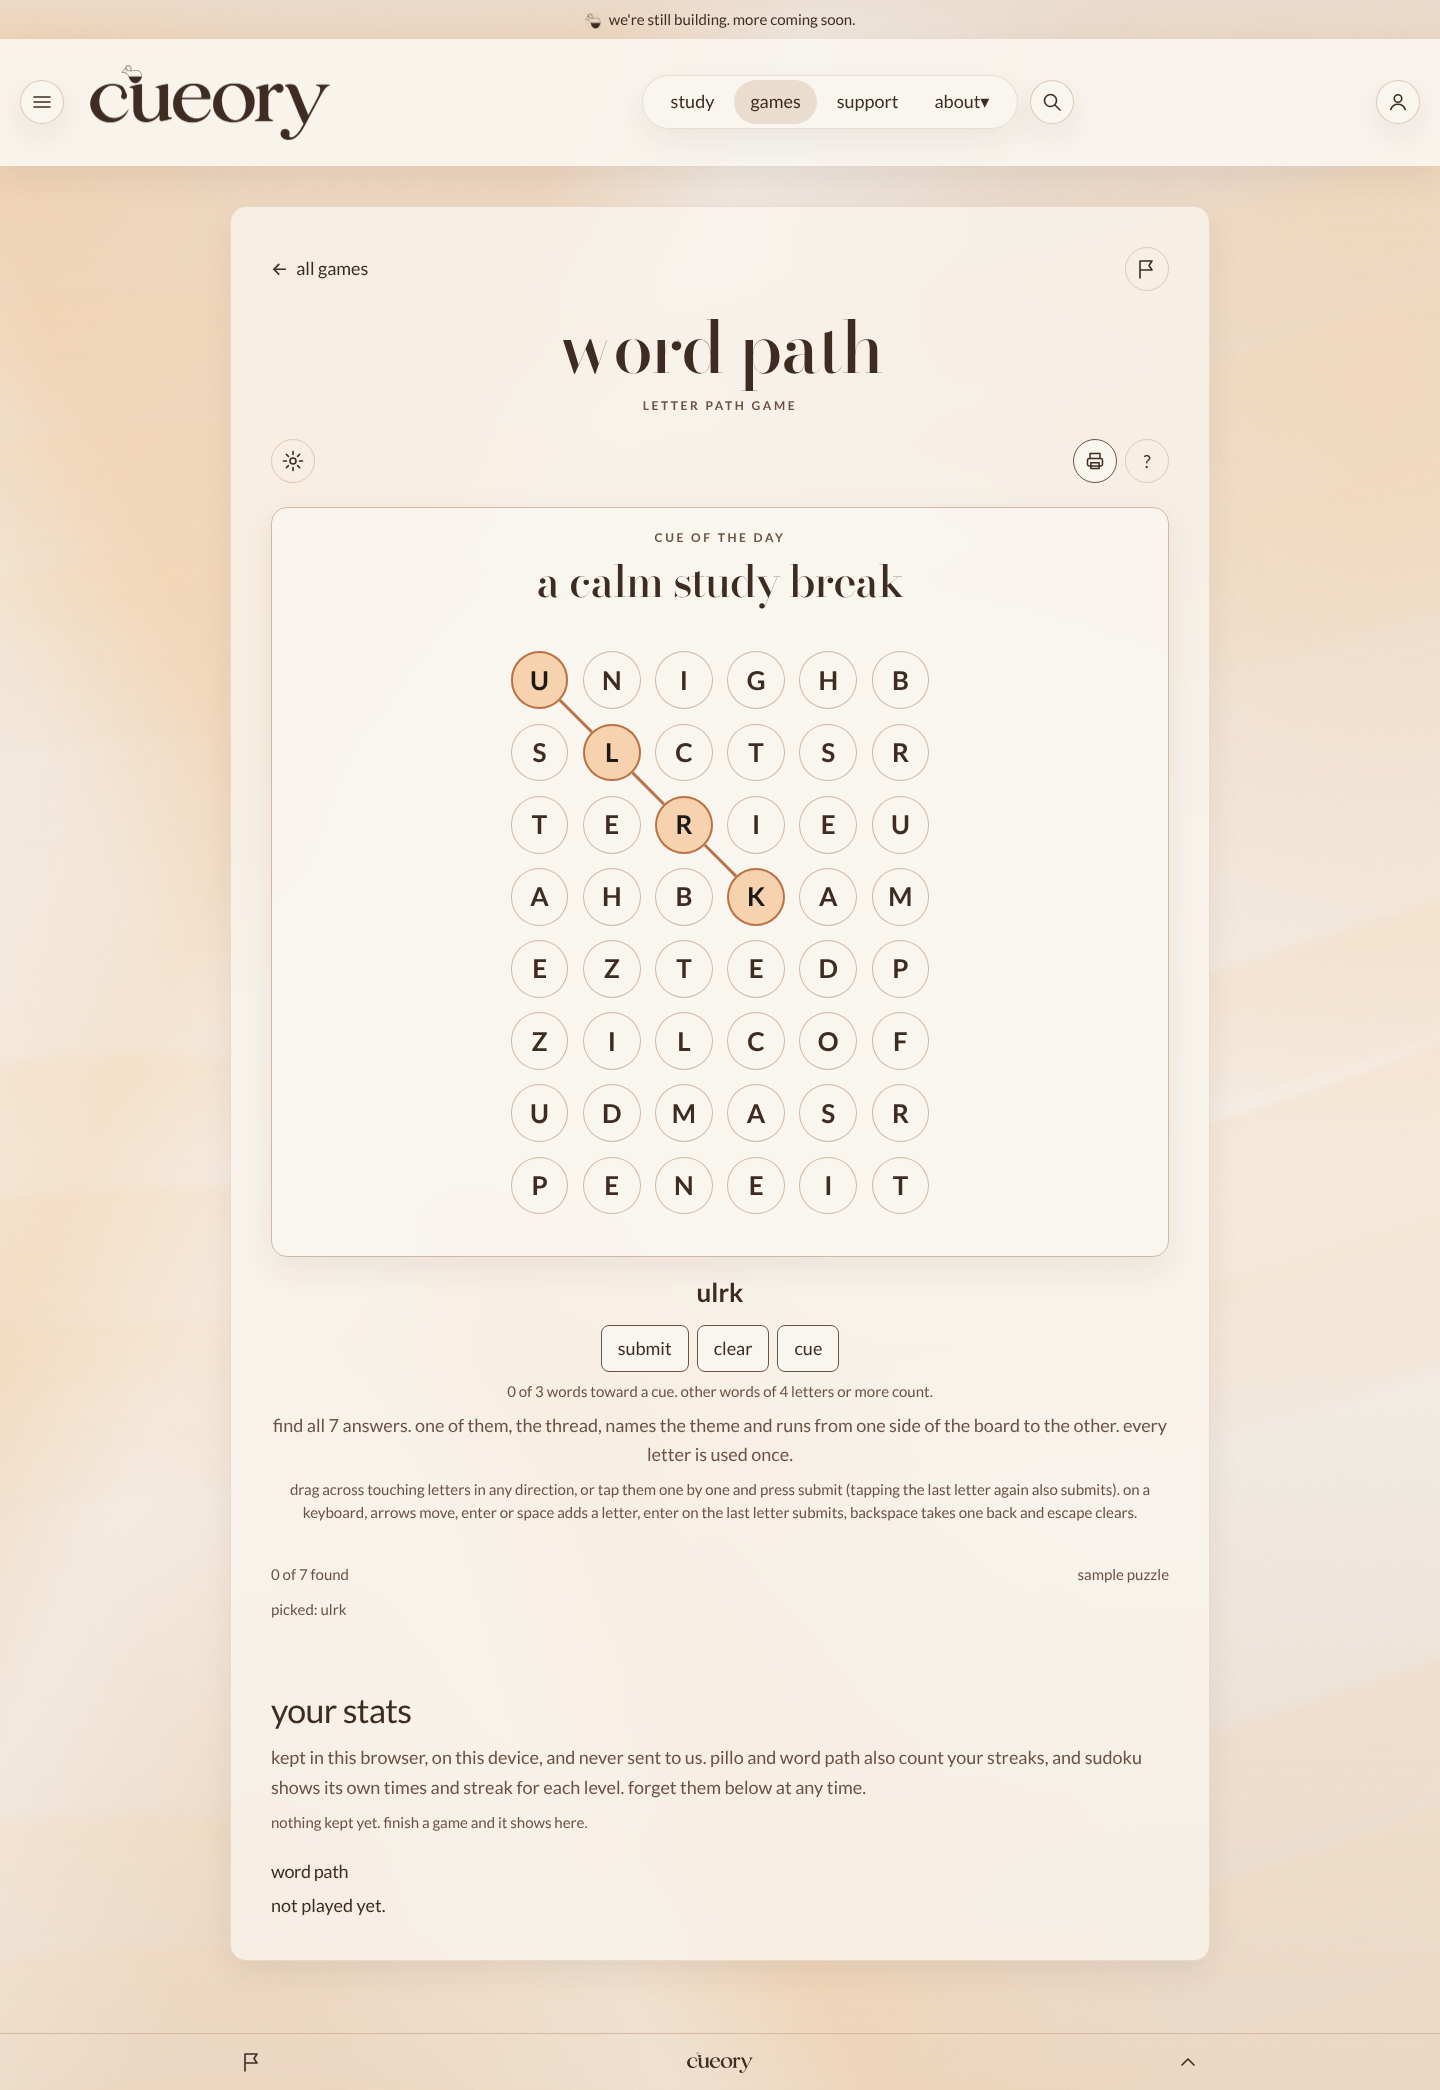 we're still building. more coming soon.
cueory
study games support about▾
← all games
word path
LETTER PATH GAME
?
CUE OF THE DAY
a calm study break
U N I G H B
S L C T S R
T E R I E U
A H B K A M
E Z T E D P
Z I L C O F
U D M A S R
P E N E I T
ulrk
submit clear cue
0 of 3 words toward a cue. other words of 4 letters or more count.
find all 7 answers. one of them, the thread, names the theme and runs from one side of the board to the other. every
letter is used once.
drag across touching letters in any direction, or tap them one by one and press submit (tapping the last letter again also submits). on a
keyboard, arrows move, enter or space adds a letter, enter on the last letter submits, backspace takes one back and escape clears.
0 of 7 found
sample puzzle
picked: ulrk
your stats
kept in this browser, on this device, and never sent to us. pillo and word path also count your streaks, and sudoku
shows its own times and streak for each level. forget them below at any time.
nothing kept yet. finish a game and it shows here.
word path
not played yet.
cueory